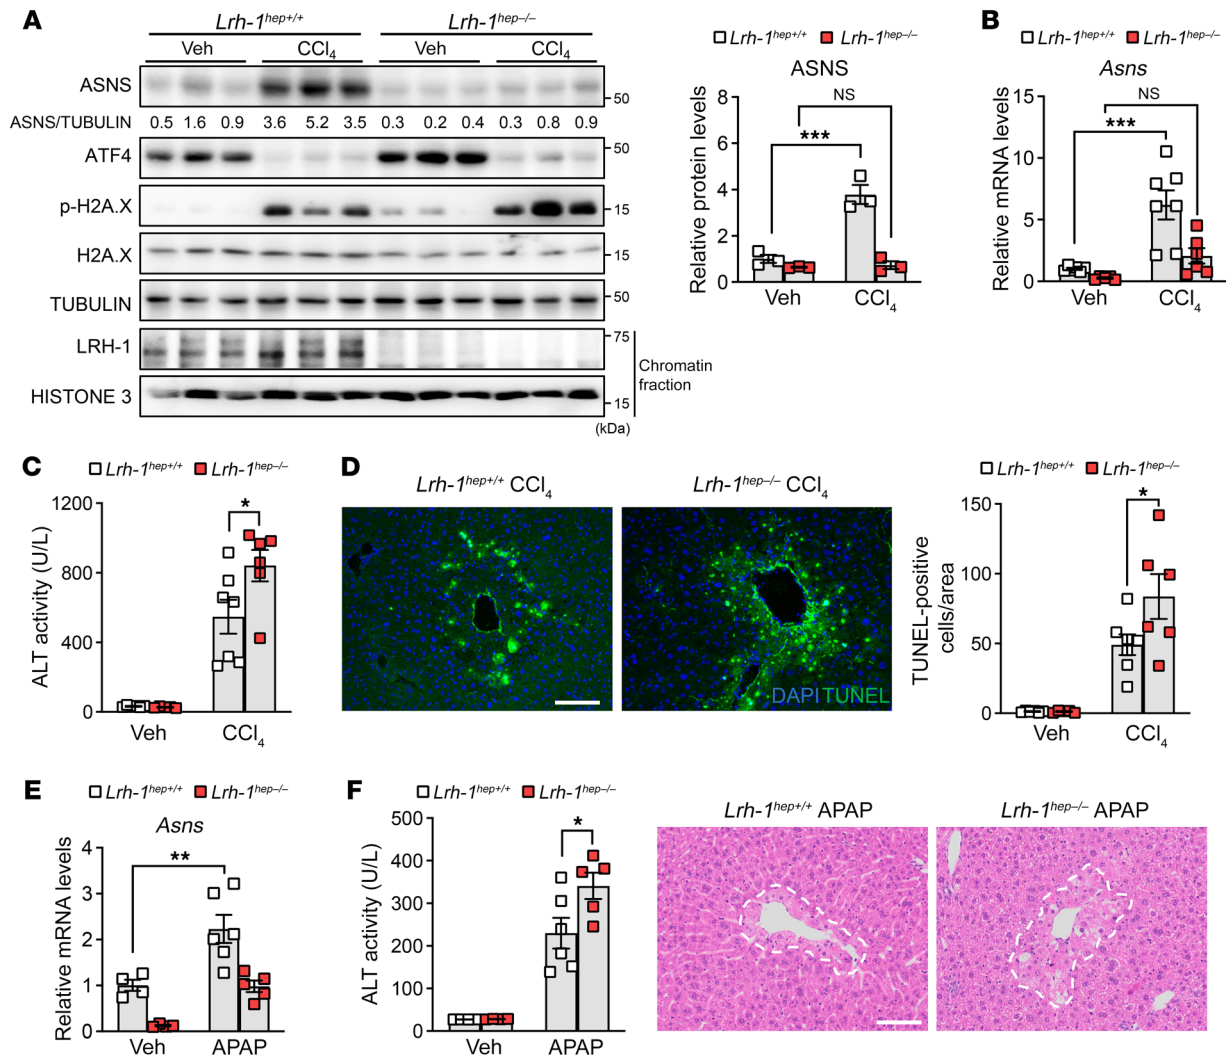 A
Lrh-1hep+/+
Lrh-1hep–/–
Veh
CCl4
Veh
CCl4
ASNS
50
ASNS/TUBULIN
0.5 1.6 0.9 3.6 5.2 3.5 0.3 0.2 0.4 0.3 0.8 0.9
ATF4
50
p-H2A.X
15
H2A.X
15
TUBULIN
50
LRH-1
75
HISTONE 3
15
Chromatin
fraction
(kDa)
Lrh-1hep+/+ Lrh-1hep–/–
ASNS
Relative protein levels
8
6
4
2
0
***
NS
Veh CCl4
B
Lrh-1hep+/+ Lrh-1hep–/–
Asns
Relative mRNA levels
15
10
5
0
***
NS
Veh CCl4
C
Lrh-1hep+/+ Lrh-1hep–/–
ALT activity (U/L)
1200
800
400
0
*
Veh CCl4
D
Lrh-1hep+/+ CCl4
Lrh-1hep–/– CCl4
DAPI TUNEL
Lrh-1hep+/+ Lrh-1hep–/–
TUNEL-positive
cells/area
150
100
50
0
*
Veh CCl4
E
Lrh-1hep+/+ Lrh-1hep–/–
Asns
Relative mRNA levels
4
3
2
1
0
**
Veh APAP
F
Lrh-1hep+/+ Lrh-1hep–/–
ALT activity (U/L)
500
400
300
200
100
0
*
Veh APAP
Lrh-1hep+/+ APAP
Lrh-1hep–/– APAP